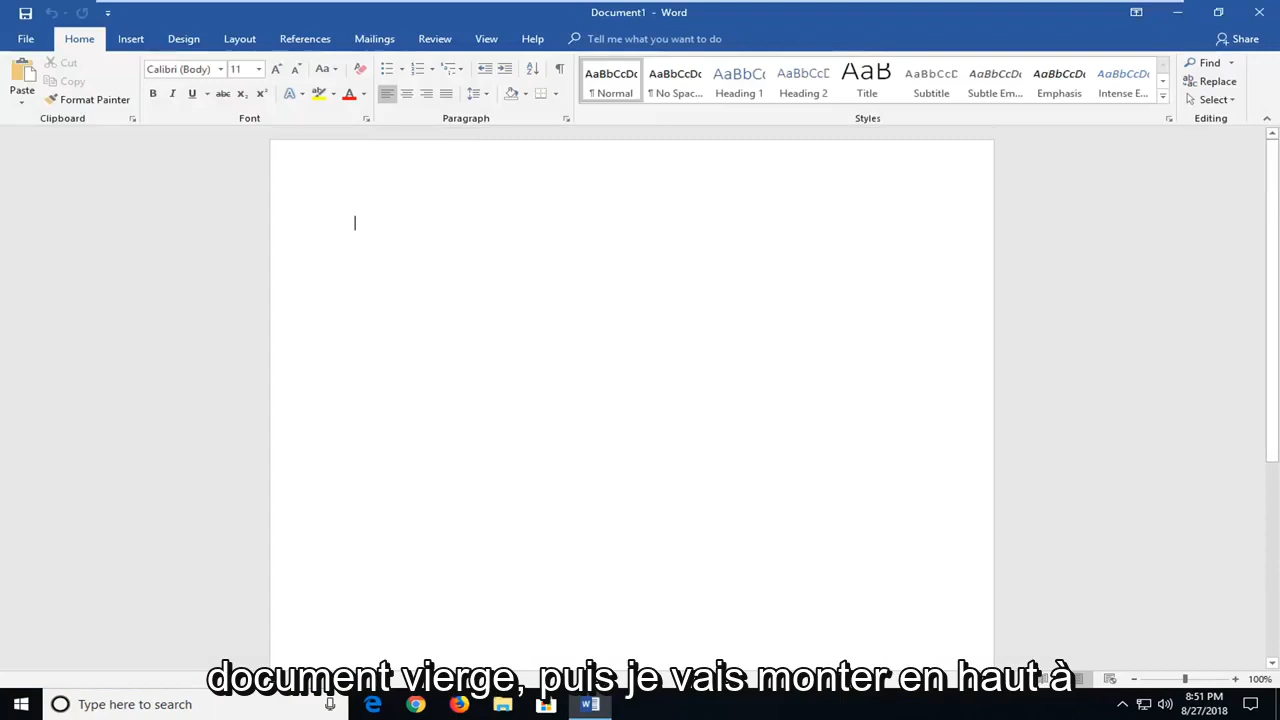 Document1 - Word
File Home Insert Design Layout References Mailings Review View Help Tell me what you want to do Share
Paste
Cut
Copy
Format Painter
Clipboard
Calibri (Body) 11
Font
Paragraph
AaBbCcDc AaBbCcDc AaBbCc AaBbCcD AaB AaBbCcD AaBbCcDc AaBbCcDc AaBbCcDc
¶ Normal ¶ No Spac... Heading 1 Heading 2 Title Subtitle Subtle Em... Emphasis Intense E...
Styles
Find
Replace
Select
Editing
document vierge, puis je vais monter en haut à
100%
Type here to search
8:51 PM
8/27/2018